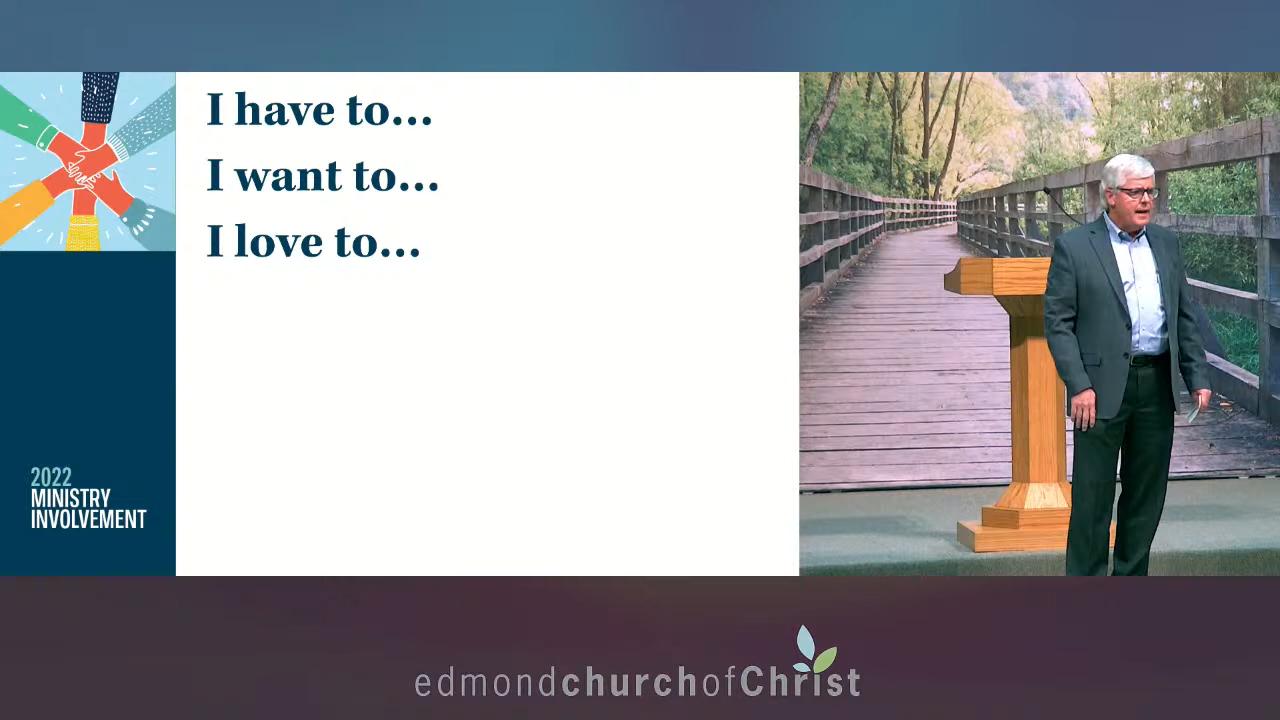 I have to...
I want to...
I love to...
2022
MINISTRY
INVOLVEMENT
edmondchurchofChrist